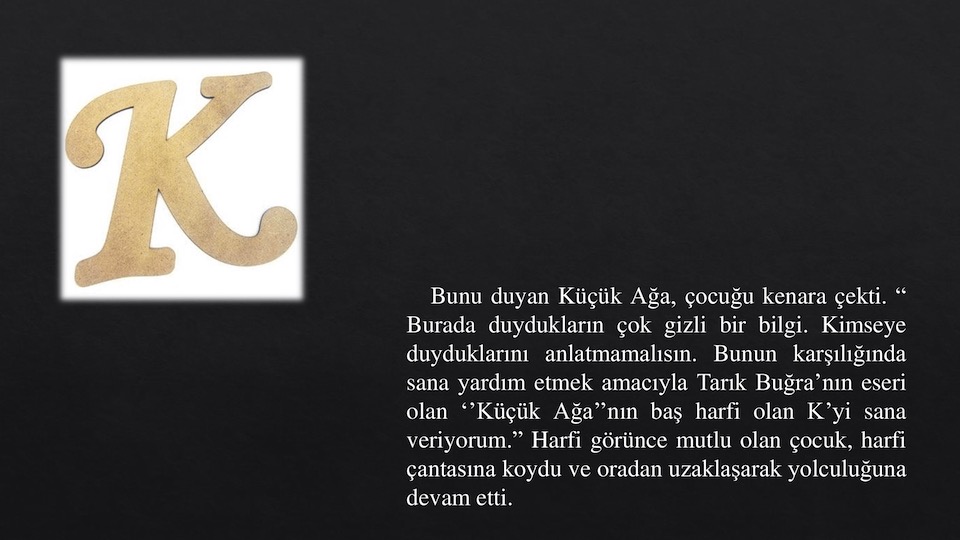 K
Bunu duyan Küçük Ağa, çocuğu kenara çekti. “
Burada duydukların çok gizli bir bilgi. Kimseye
duyduklarını anlatmamalısın. Bunun karşılığında
sana yardım etmek amacıyla Tarık Buğra’nın eseri
olan ‘’Küçük Ağa’’nın baş harfi olan K’yi sana
veriyorum.” Harfi görünce mutlu olan çocuk, harfi
çantasına koydu ve oradan uzaklaşarak yolculuğuna
devam etti.